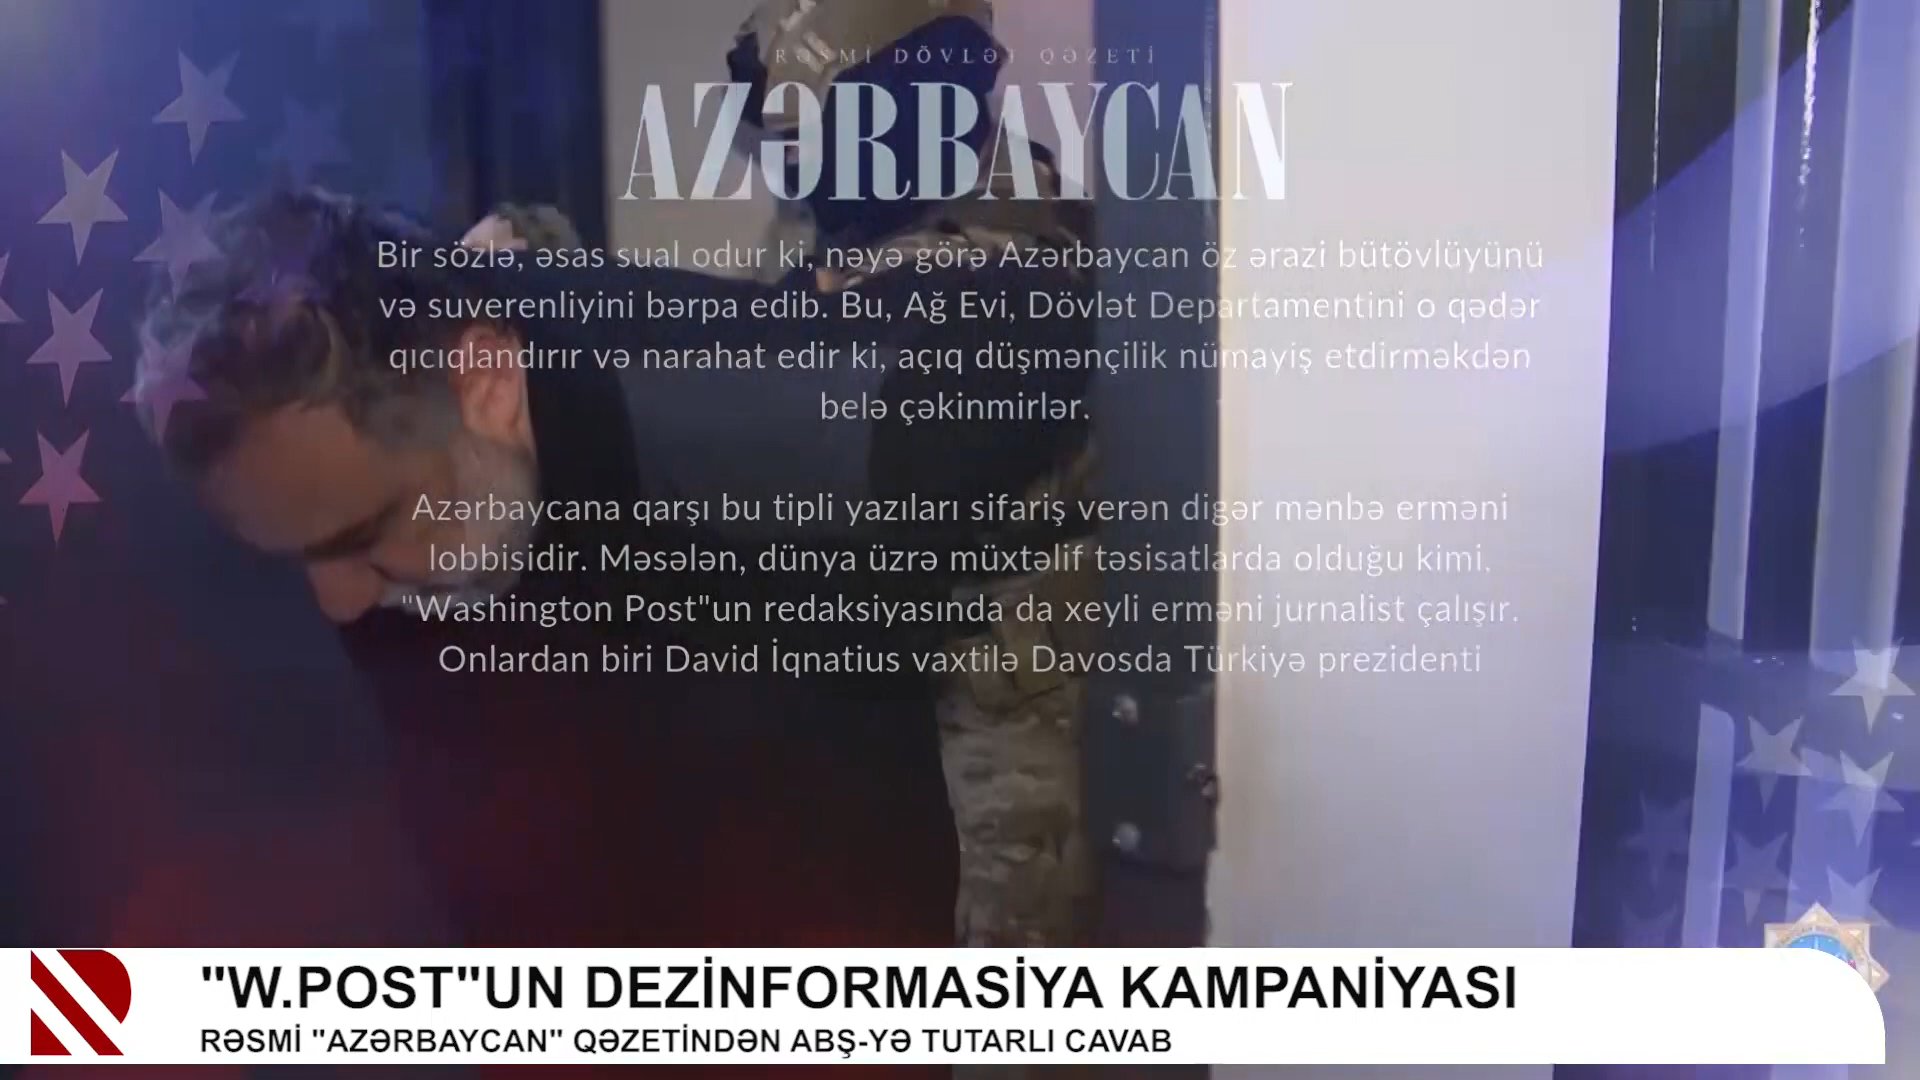 RƏSMİ DÖVLƏT QƏZETİ
AZƏRBAYCAN
Bir sözlə, əsas sual odur ki, nəyə görə Azərbaycan öz ərazi bütövlüyünü
və suverenliyini bərpa edib. Bu, Ağ Evi, Dövlət Departamentini o qədər
qıcıqlandırır və narahat edir ki, açıq düşmənçilik nümayiş etdirməkdən
belə çəkinmirlər.
Azərbaycana qarşı bu tipli yazıları sifariş verən digər mənbə erməni
lobbisidir. Məsələn, dünya üzrə müxtəlif təsisatlarda olduğu kimi,
"Washington Post"un redaksiyasında da xeyli erməni jurnalist çalışır.
Onlardan biri David İqnatius vaxtilə Davosda Türkiyə prezidenti
"W.POST"UN DEZİNFORMASİYA KAMPANİYASI
RƏSMİ "AZƏRBAYCAN" QƏZETİNDƏN ABŞ-YƏ TUTARLI CAVAB